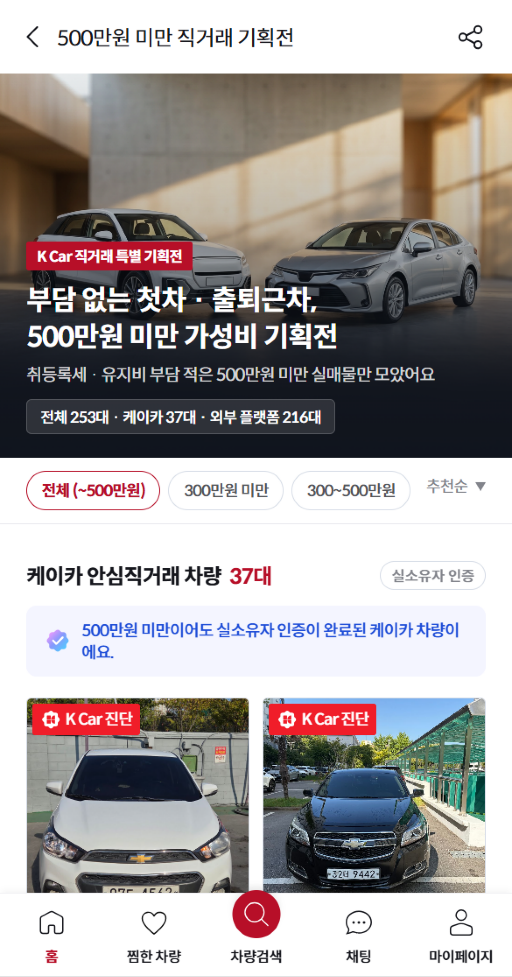 500만원 미만 직거래 기획전
K Car 직거래 특별 기획전
부담 없는 첫차 · 출퇴근차,
500만원 미만 가성비 기획전
취등록세 · 유지비 부담 적은 500만원 미만 실매물만 모았어요
전체 253대 · 케이카 37대 · 외부 플랫폼 216대
전체 (~500만원)
300만원 미만
300~500만원
추천순 ▼
케이카 안심직거래 차량 37대
실소유자 인증
500만원 미만이어도 실소유자 인증이 완료된 케이카 차량이
에요.
K Car 진단
K Car 진단
32더 9442
홈
찜한 차량
차량검색
채팅
마이페이지